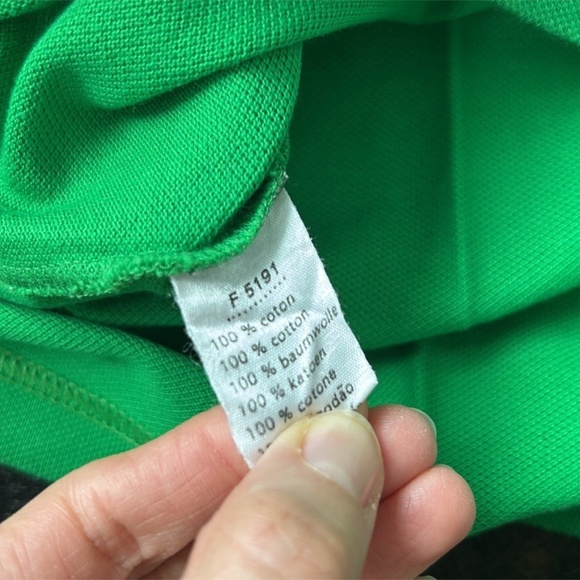 F 5191
............
100 % coton
100 % cotton
100 % baumwolle
100 % katoen
100 % cotone